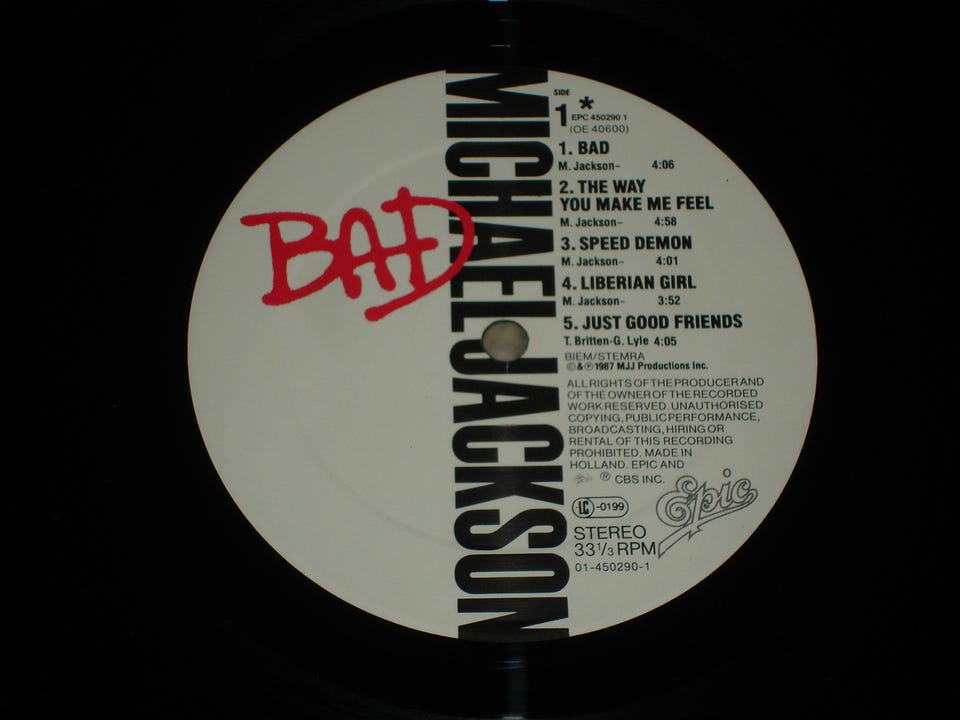 BAD
MICHAEL JACKSON
SIDE
1 *
EPC 450290 1
(OE 40600)
1. BAD
M. Jackson– 4:06
2. THE WAY
YOU MAKE ME FEEL
M. Jackson– 4:58
3. SPEED DEMON
M. Jackson– 4:01
4. LIBERIAN GIRL
M. Jackson– 3:52
5. JUST GOOD FRIENDS
T. Britten-G. Lyle 4:05
BIEM/STEMRA
©&℗1987 MJJ Productions Inc.
ALL RIGHTS OF THE PRODUCER AND
OF THE OWNER OF THE RECORDED
WORK RESERVED. UNAUTHORISED
COPYING, PUBLIC PERFORMANCE,
BROADCASTING, HIRING OR
RENTAL OF THIS RECORDING
PROHIBITED. MADE IN
HOLLAND. EPIC AND
® CBS INC.
LC -0199
Epic
STEREO
33 1/3 RPM
01-450290-1